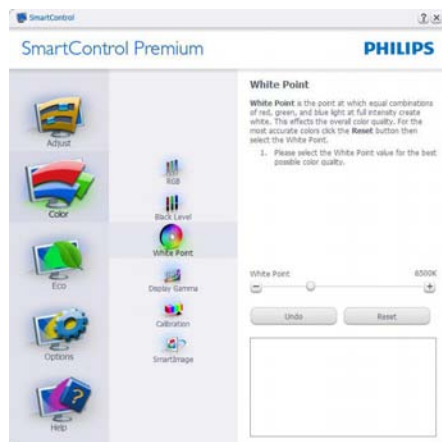 SmartControl
SmartControl Premium
PHILIPS
Adjust
Color
Eco
Options
Help
RGB
Black Level
White Point
Display Gamma
Calibration
SmartImage
White Point
White Point is the point at which equal combinations
of red, green, and blue light at full intensity create
white. This effects the overall color quality. For the
most accurate colors click the Reset button then
select the White Point.
1. Please select the White Point value for the best
possible color quality.
White Point 6500K
Undo Reset